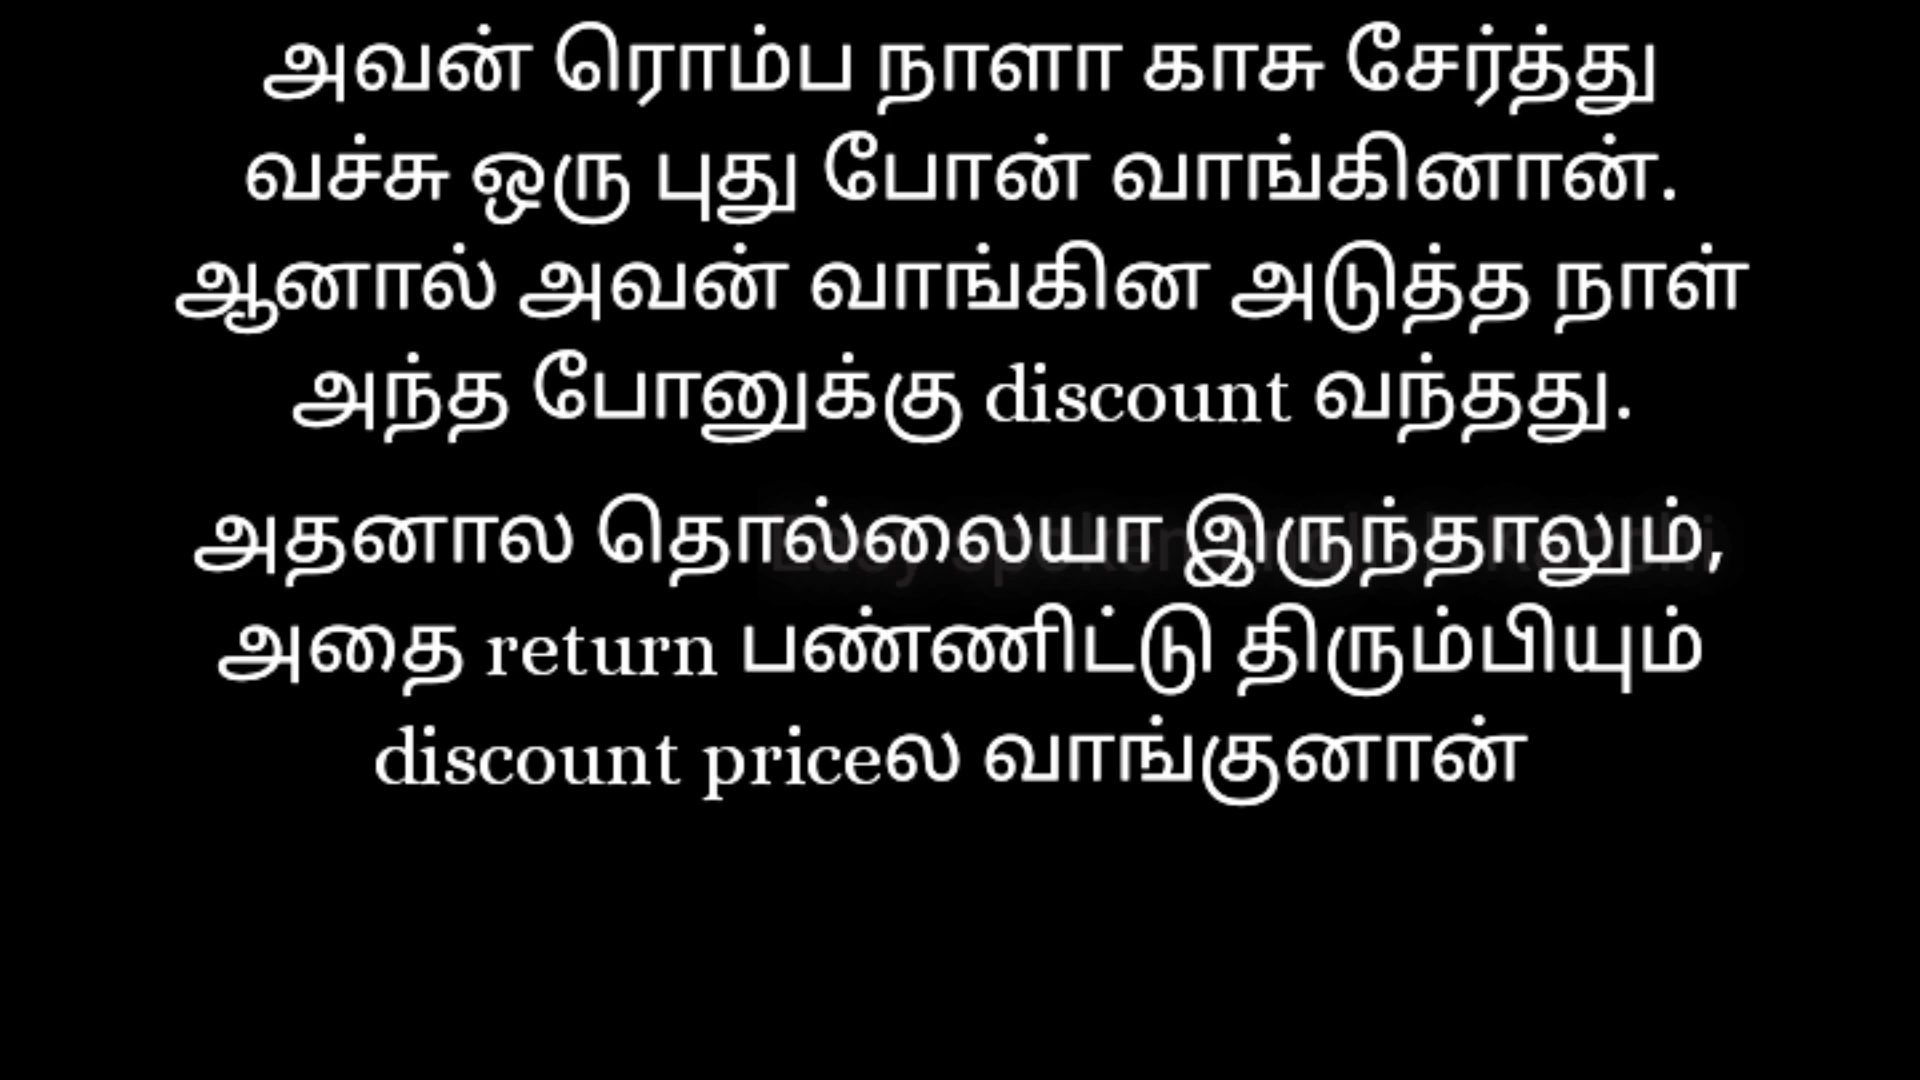 அவன் ரொம்ப நாளா காசு சேர்த்து
வச்சு ஒரு புது போன் வாங்கினான்.
ஆனால் அவன் வாங்கின அடுத்த நாள்
அந்த போனுக்கு discount வந்தது.
அதனால தொல்லையா இருந்தாலும்,
அதை return பண்ணிட்டு திரும்பியும்
discount priceல வாங்குனான்